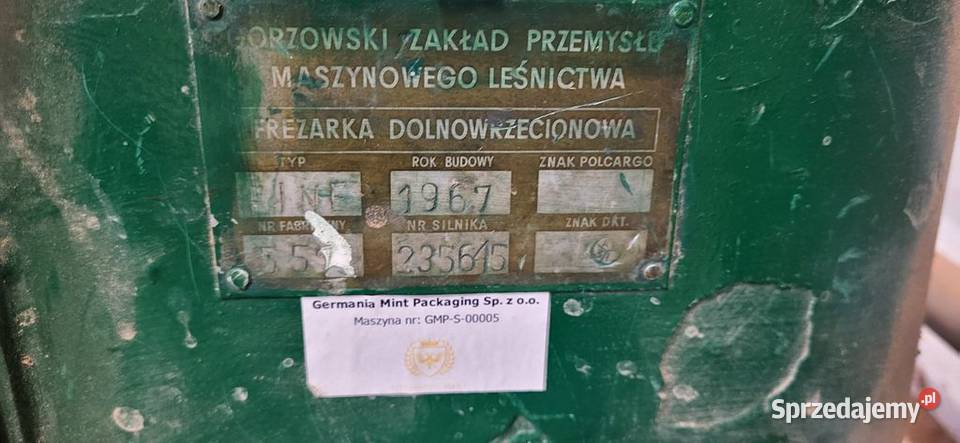 GORZOWSKI ZAKŁAD PRZEMYSŁU
MASZYNOWEGO LEŚNICTWA
FREZARKA DOLNOWRZECIONOWA
TYP ROK BUDOWY ZNAK POLCARGO
1967
NR FABRYCZNY NR SILNIKA ZNAK DKT.
235615
Germania Mint Packaging Sp. z o.o.
Maszyna nr: GMP-S-00005
Sprzedajemy.pl